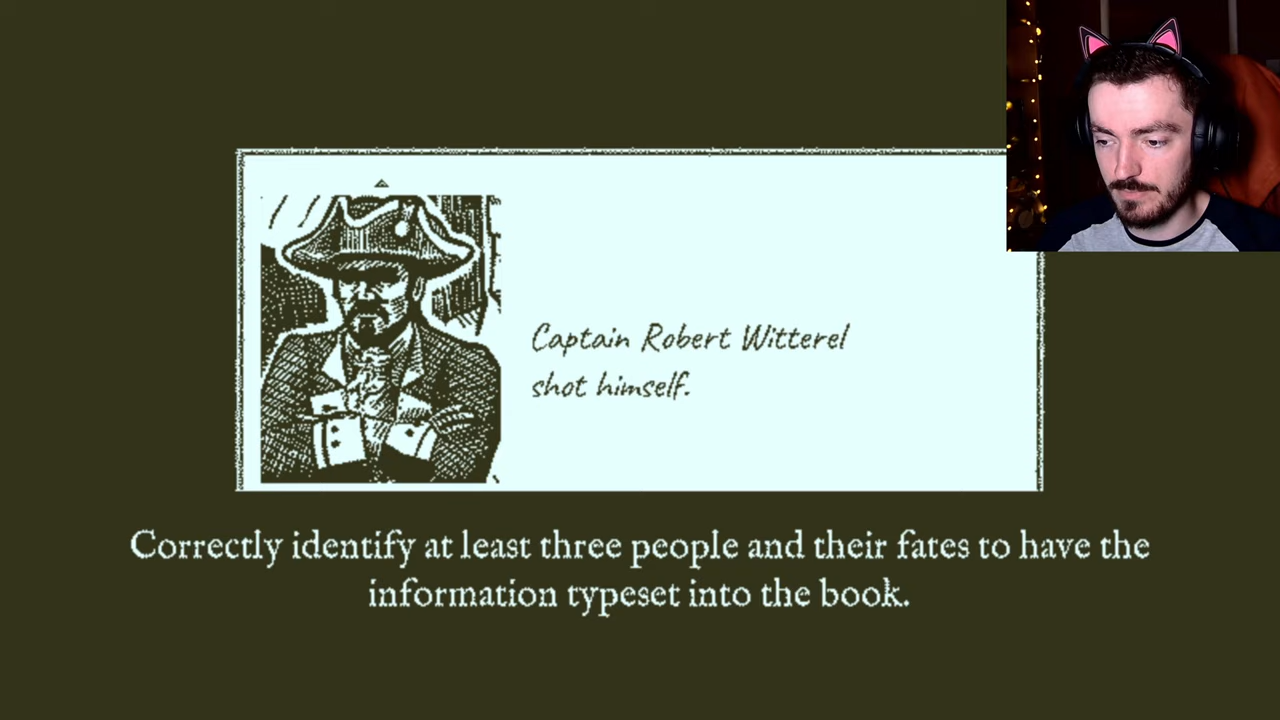 Captain Robert Witterel
shot himself.
Correctly identify at least three people and their fates to have the
information typeset into the book.